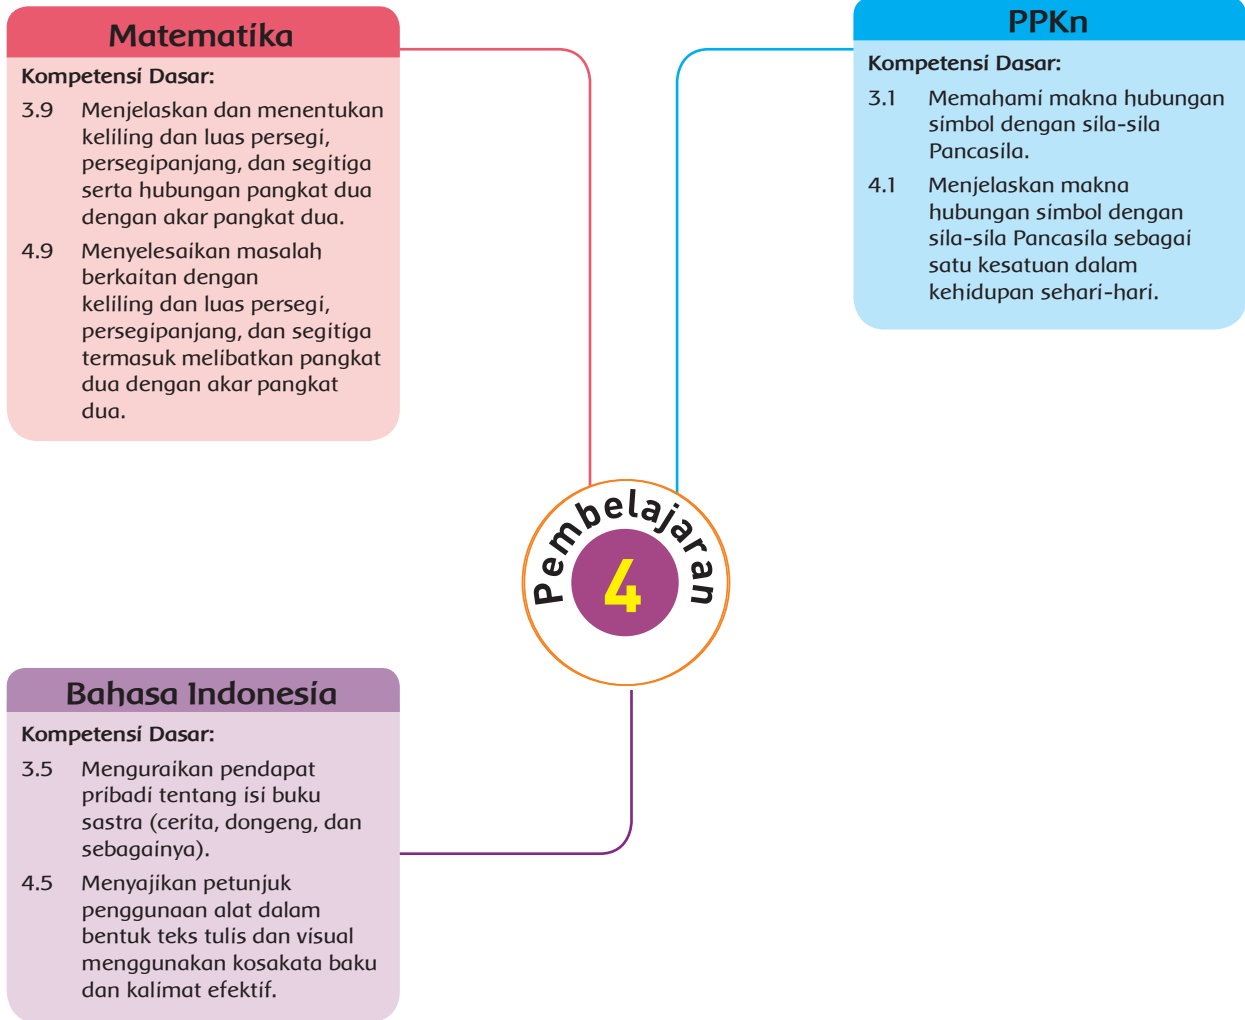 Matematika
Kompetensi Dasar:
3.9 Menjelaskan dan menentukan
keliling dan luas persegi,
persegipanjang, dan segitiga
serta hubungan pangkat dua
dengan akar pangkat dua.
4.9 Menyelesaikan masalah
berkaitan dengan
keliling dan luas persegi,
persegipanjang, dan segitiga
termasuk melibatkan pangkat
dua dengan akar pangkat
dua.
PPKn
Kompetensi Dasar:
3.1 Memahami makna hubungan
simbol dengan sila-sila
Pancasila.
4.1 Menjelaskan makna
hubungan simbol dengan
sila-sila Pancasila sebagai
satu kesatuan dalam
kehidupan sehari-hari.
Pembelajaran
4
Bahasa Indonesia
Kompetensi Dasar:
3.5 Menguraikan pendapat
pribadi tentang isi buku
sastra (cerita, dongeng, dan
sebagainya).
4.5 Menyajikan petunjuk
penggunaan alat dalam
bentuk teks tulis dan visual
menggunakan kosakata baku
dan kalimat efektif.